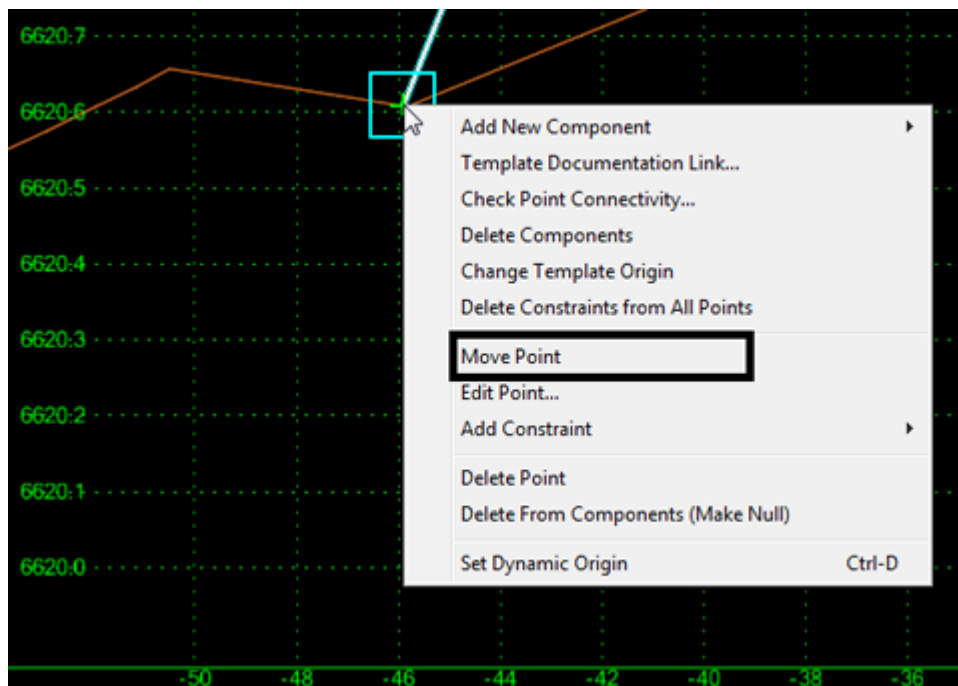 6620.7
6620.6
6620.5
6620.4
6620.3
6620.2
6620.1
6620.0
Add New Component
Template Documentation Link...
Check Point Connectivity...
Delete Components
Change Template Origin
Delete Constraints from All Points
Move Point
Edit Point...
Add Constraint
Delete Point
Delete From Components (Make Null)
Set Dynamic Origin Ctrl-D
-50 -48 -46 -44 -42 -40 -38 -36